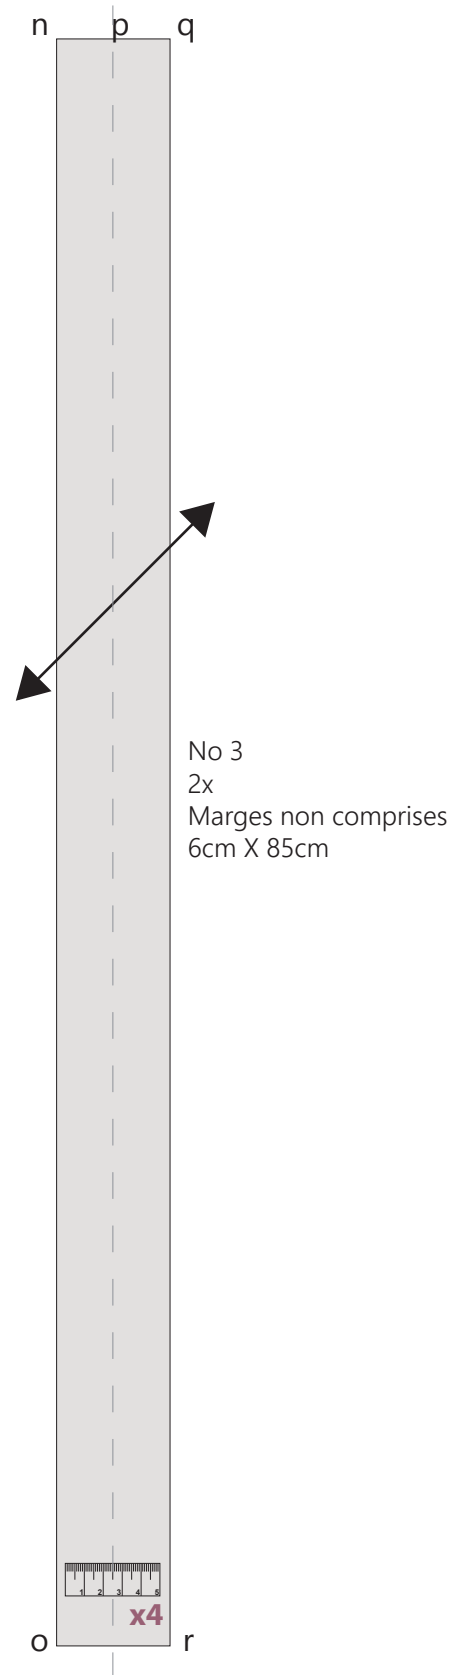 n p q
No 3
2x
Marges non comprises
6cm X 85cm
1 2 3 4 5
x4
o r